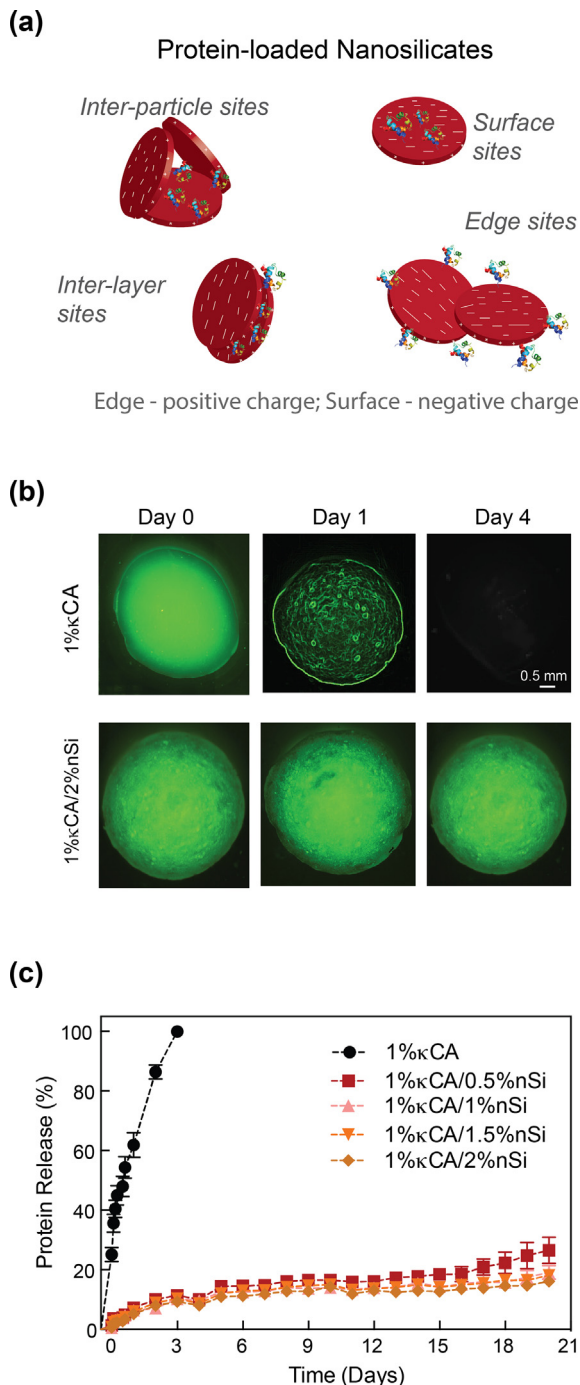 (a)
Protein-loaded Nanosilicates
Inter-particle sites
Surface
sites
Edge sites
Inter-layer
sites
Edge - positive charge; Surface - negative charge
(b)
Day 0
Day 1
Day 4
1%κCA
0.5 mm
1%κCA/2%nSi
(c)
100
80
60
40
20
0
Protein Release (%)
1%κCA
1%κCA/0.5%nSi
1%κCA/1%nSi
1%κCA/1.5%nSi
1%κCA/2%nSi
0
3
6
9
12
15
18
21
Time (Days)